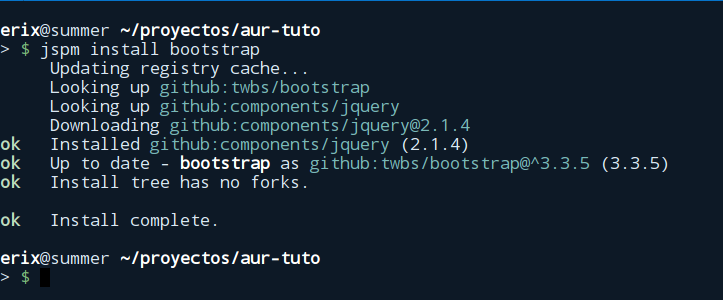 erix@summer ~/proyectos/aur-tuto
> $ jspm install bootstrap
Updating registry cache...
Looking up github:twbs/bootstrap
Looking up github:components/jquery
Downloading github:components/jquery@2.1.4
ok Installed github:components/jquery (2.1.4)
ok Up to date - bootstrap as github:twbs/bootstrap@^3.3.5 (3.3.5)
ok Install tree has no forks.
ok Install complete.
erix@summer ~/proyectos/aur-tuto
> $